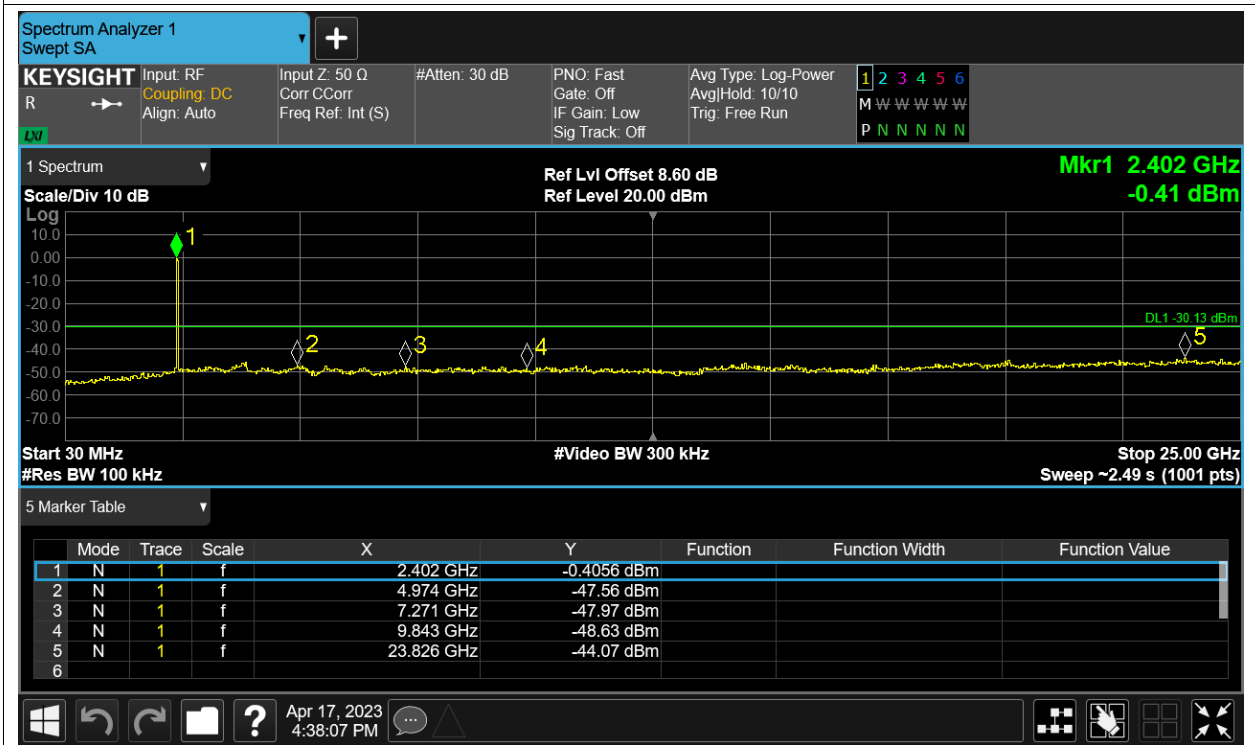 Spectrum Analyzer 1
Swept SA
+
KEYSIGHT Input: RF Input Z: 50 Ω #Atten: 30 dB PNO: Fast Avg Type: Log-Power 1 2 3 4 5 6
R Coupling: DC Corr CCorr Gate: Off Avg|Hold: 10/10 M W W W W W
Align: Auto Freq Ref: Int (S) IF Gain: Low Trig: Free Run
LXI Sig Track: Off P N N N N N
1 Spectrum
Ref Lvl Offset 8.60 dB Mkr1 2.402 GHz
Scale/Div 10 dB Ref Level 20.00 dBm -0.41 dBm
Log
10.0 1
0.00
-10.0
-20.0
-30.0 DL1 -30.13 dBm
-40.0 2 3 4 5
-50.0
-60.0
-70.0
Start 30 MHz #Video BW 300 kHz Stop 25.00 GHz
#Res BW 100 kHz Sweep ~2.49 s (1001 pts)
5 Marker Table
Mode Trace Scale X Y Function Function Width Function Value
1 N 1 f 2.402 GHz -0.4056 dBm
2 N 1 f 4.974 GHz -47.56 dBm
3 N 1 f 7.271 GHz -47.97 dBm
4 N 1 f 9.843 GHz -48.63 dBm
5 N 1 f 23.826 GHz -44.07 dBm
6
? Apr 17, 2023
4:38:07 PM